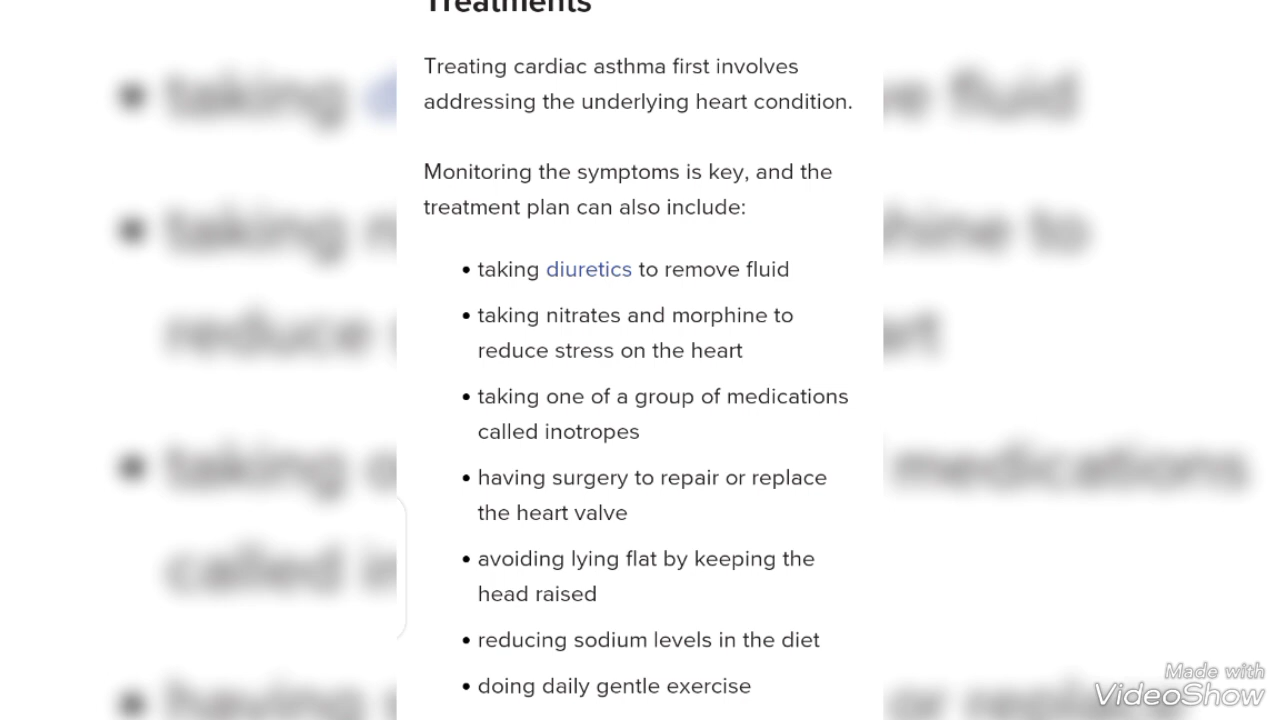 Treatments
Treating cardiac asthma first involves
addressing the underlying heart condition.
Monitoring the symptoms is key, and the
treatment plan can also include:
• taking diuretics to remove fluid
• taking nitrates and morphine to
reduce stress on the heart
• taking one of a group of medications
called inotropes
• having surgery to repair or replace
the heart valve
• avoiding lying flat by keeping the
head raised
• reducing sodium levels in the diet
• doing daily gentle exercise
Made with
VideoShow